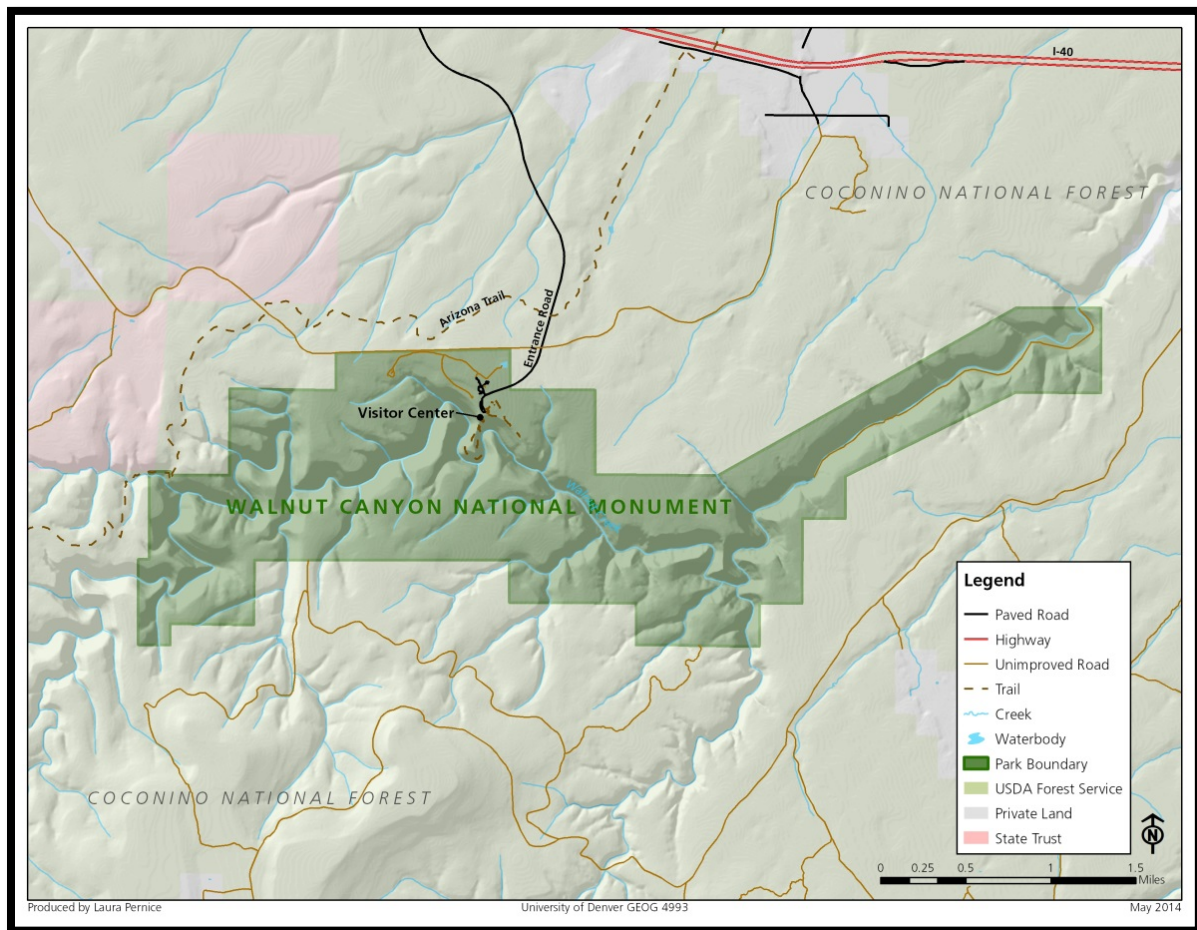 I-40
COCONINO NATIONAL FOREST
Arizona Trail
Entrance Road
Visitor Center
WALNUT CANYON NATIONAL MONUMENT
COCONINO NATIONAL FOREST
Legend
Paved Road
Highway
Unimproved Road
Trail
Creek
Waterbody
Park Boundary
USDA Forest Service
Private Land
State Trust
N
0 0.25 0.5 1 1.5
Miles
Produced by Laura Pernice
University of Denver GEOG 4993
May 2014